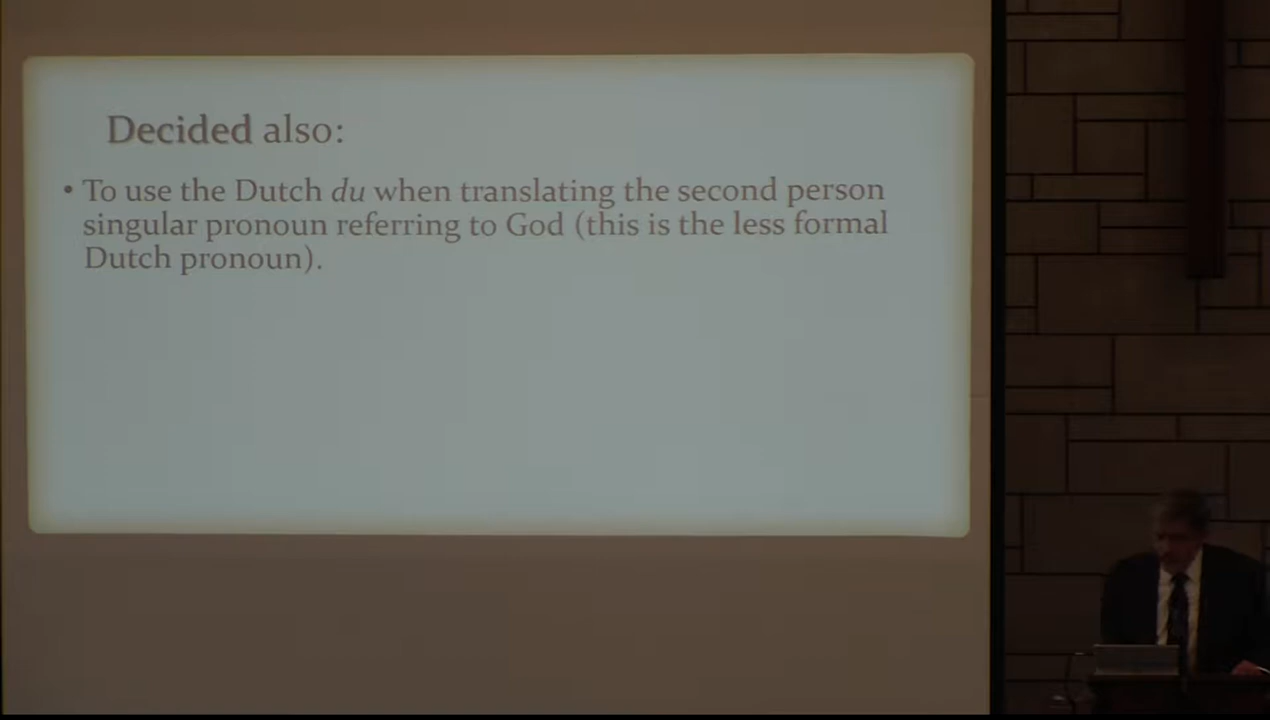 Decided also:
• To use the Dutch du when translating the second person
singular pronoun referring to God (this is the less formal
Dutch pronoun).